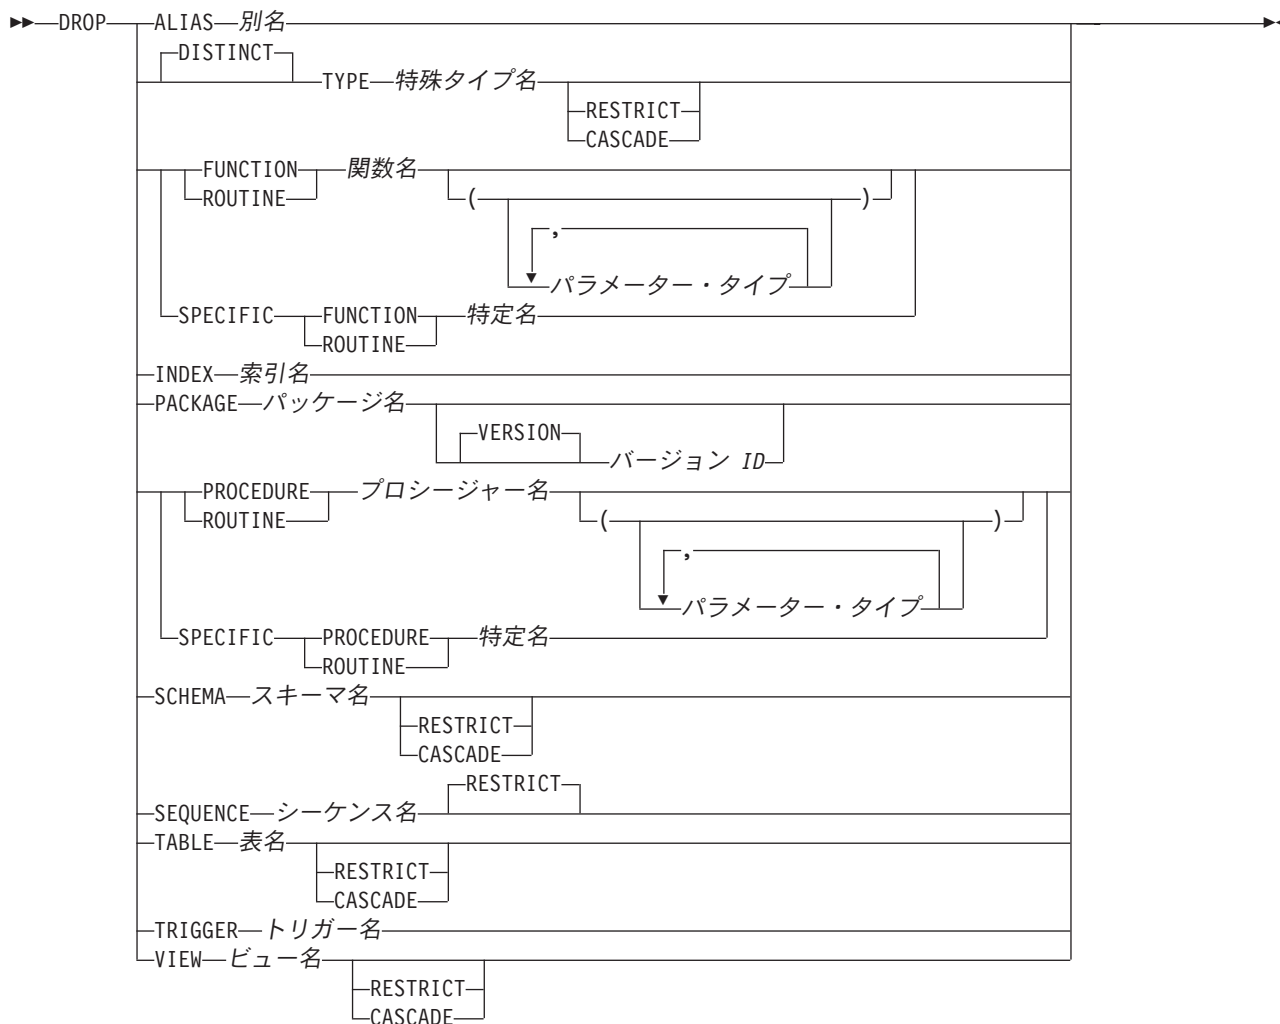 DROP ALIAS 別名
DISTINCT
TYPE 特殊タイプ名
RESTRICT
CASCADE
FUNCTION 関数名
ROUTINE ( )
,
パラメーター・タイプ
SPECIFIC FUNCTION 特定名
ROUTINE
INDEX 索引名
PACKAGE パッケージ名
VERSION
バージョン ID
PROCEDURE プロシージャー名
ROUTINE ( )
,
パラメーター・タイプ
SPECIFIC PROCEDURE 特定名
ROUTINE
SCHEMA スキーマ名
RESTRICT
CASCADE
RESTRICT
SEQUENCE シーケンス名
TABLE 表名
RESTRICT
CASCADE
TRIGGER トリガー名
VIEW ビュー名
RESTRICT
CASCADE